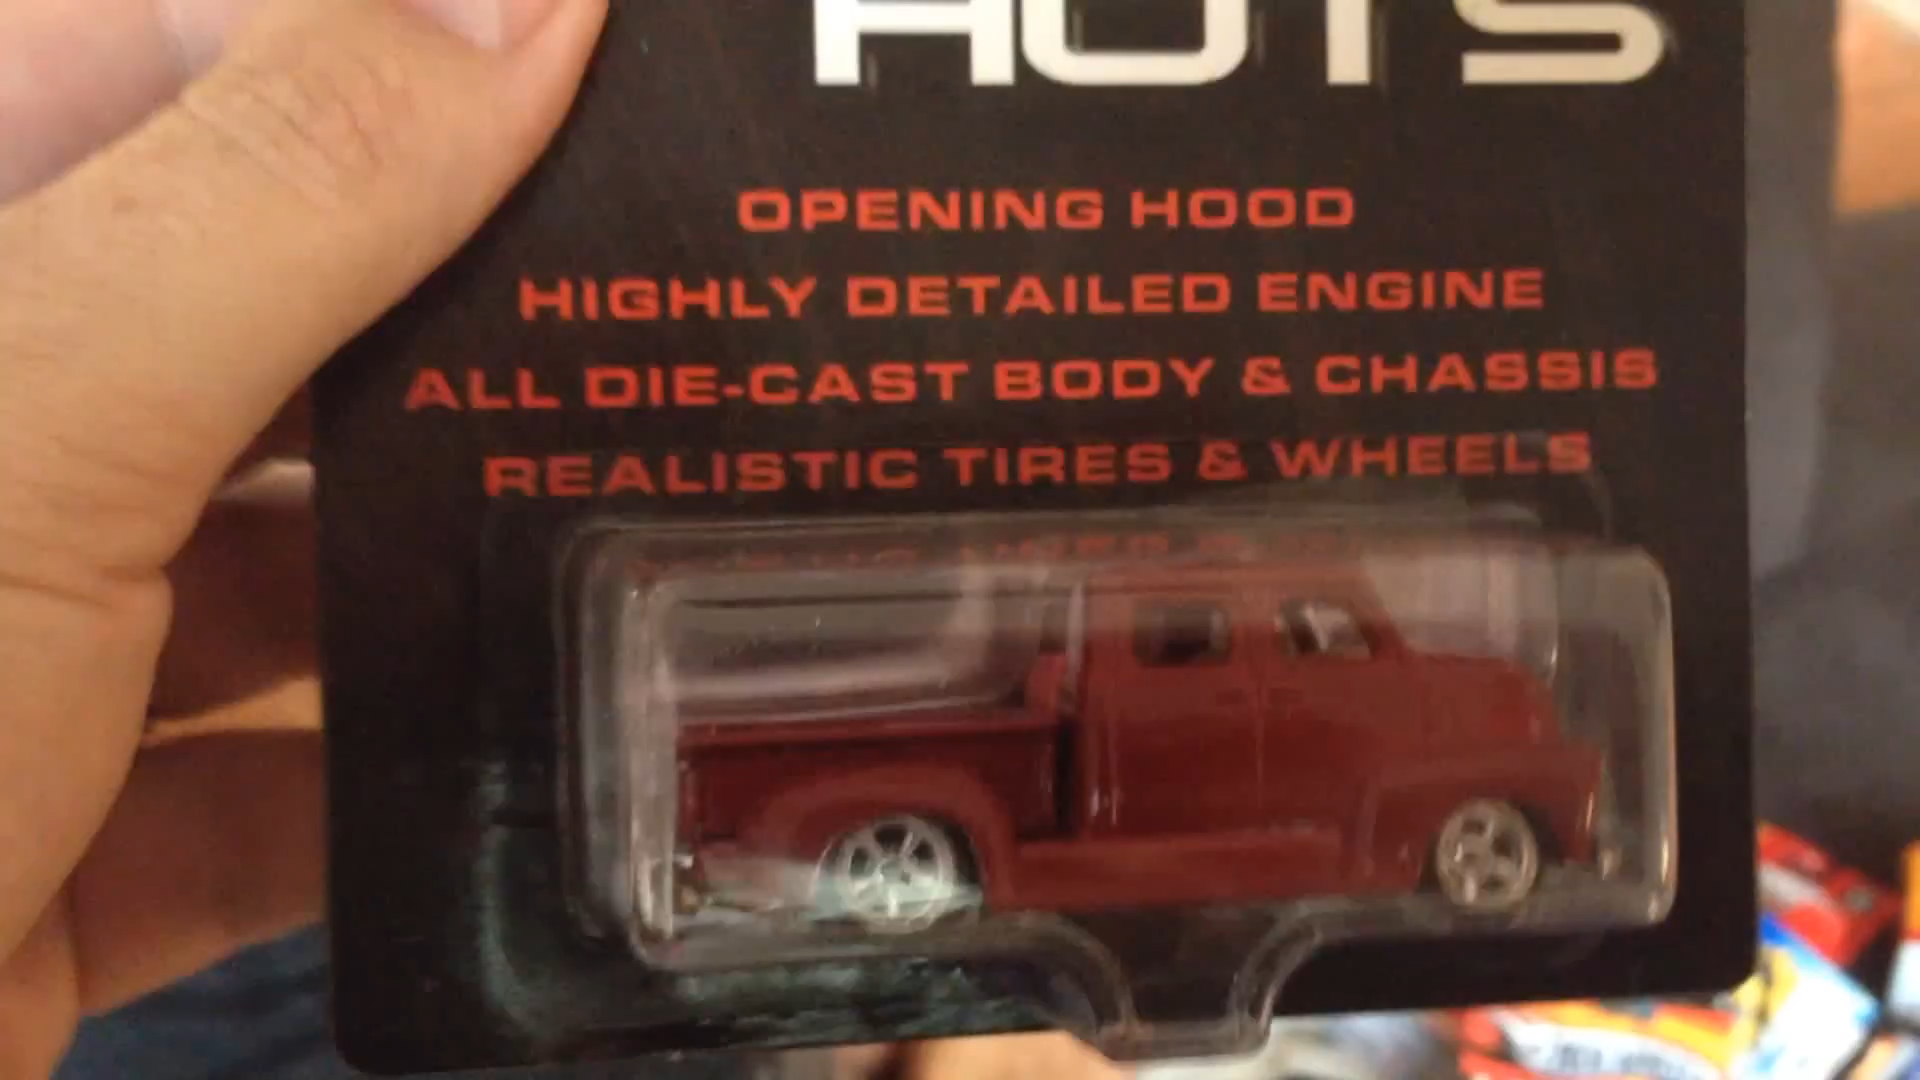 HOTS
OPENING HOOD
HIGHLY DETAILED ENGINE
ALL DIE-CAST BODY & CHASSIS
REALISTIC TIRES & WHEELS